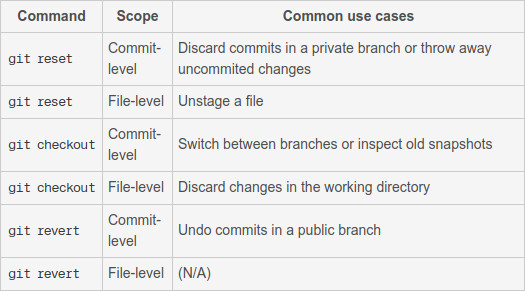 Command Scope Common use cases
git reset Commit-level Discard commits in a private branch or throw away
uncommited changes
git reset File-level Unstage a file
git checkout Commit-level Switch between branches or inspect old snapshots
git checkout File-level Discard changes in the working directory
git revert Commit-level Undo commits in a public branch
git revert File-level (N/A)